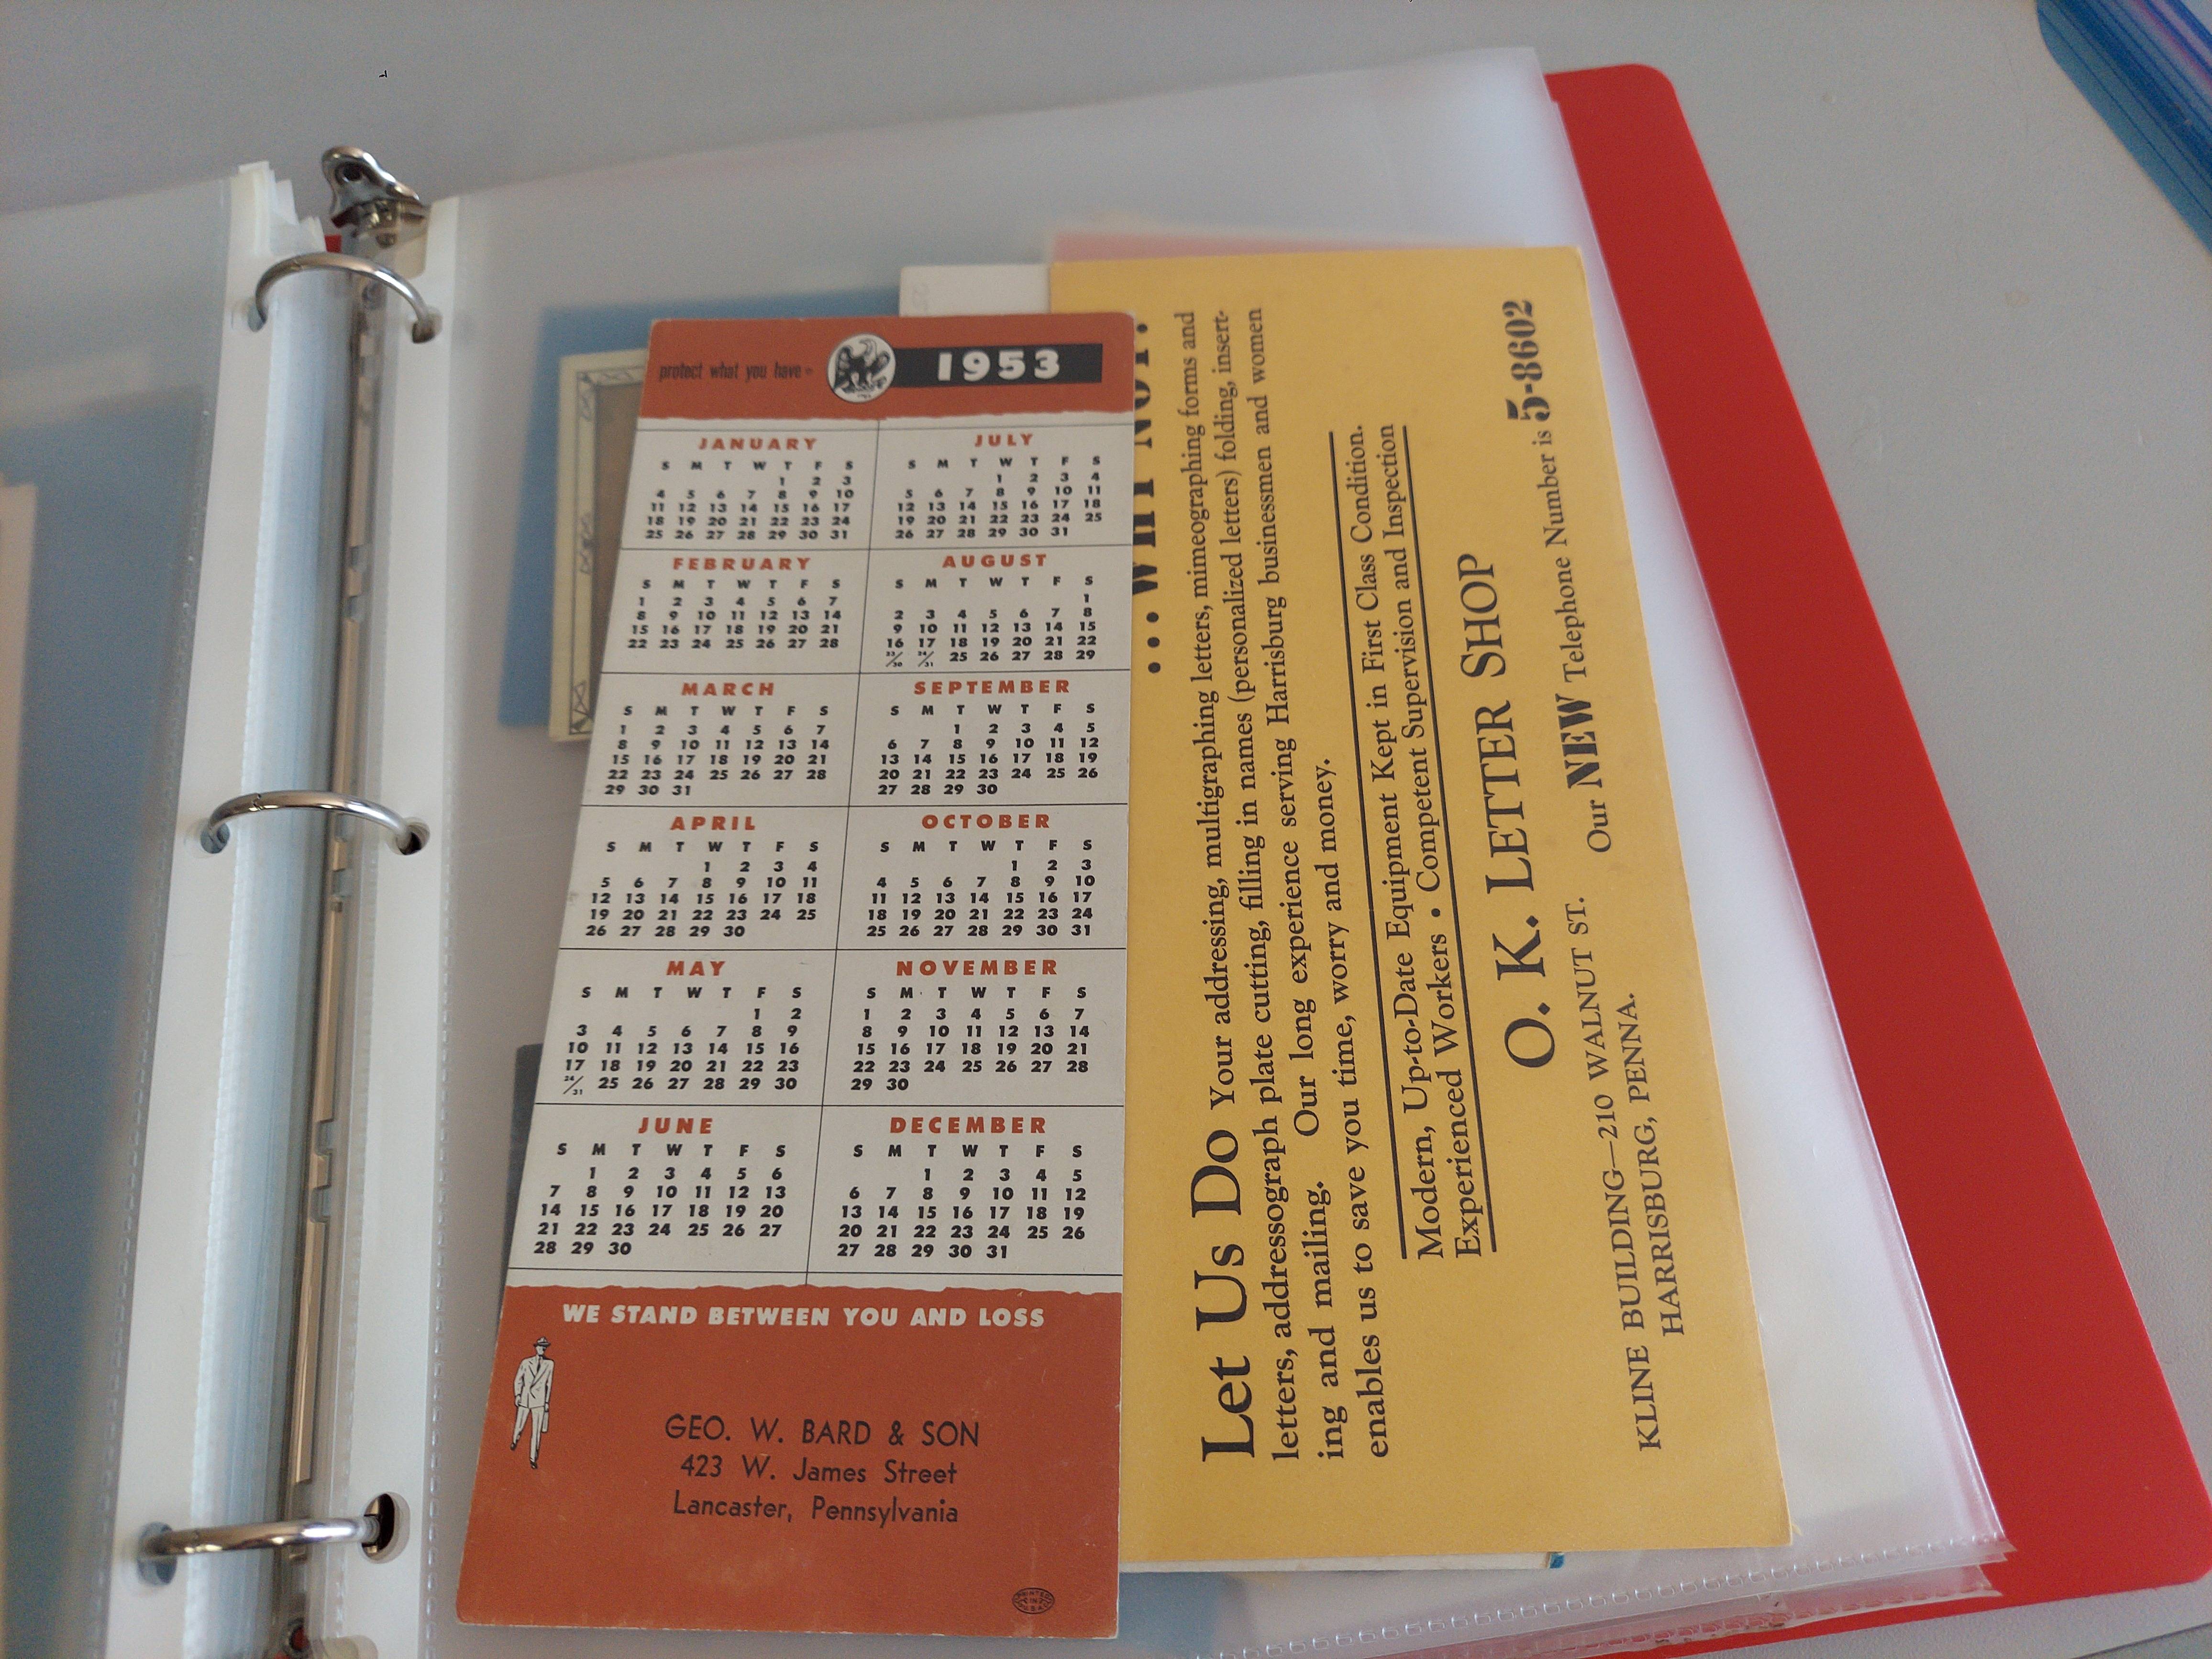 protect what you have
1953
JANUARY
S M T W T F S
1 2 3
4 5 6 7 8 9 10
11 12 13 14 15 16 17
18 19 20 21 22 23 24
25 26 27 28 29 30 31
FEBRUARY
S M T W T F S
1 2 3 4 5 6 7
8 9 10 11 12 13 14
15 16 17 18 19 20 21
22 23 24 25 26 27 28
MARCH
S M T W T F S
1 2 3 4 5 6 7
8 9 10 11 12 13 14
15 16 17 18 19 20 21
22 23 24 25 26 27 28
29 30 31
APRIL
S M T W T F S
1 2 3 4
5 6 7 8 9 10 11
12 13 14 15 16 17 18
19 20 21 22 23 24 25
26 27 28 29 30
MAY
S M T W T F S
1 2
3 4 5 6 7 8 9
10 11 12 13 14 15 16
17 18 19 20 21 22 23
24/31 25 26 27 28 29 30
JUNE
S M T W T F S
1 2 3 4 5 6
7 8 9 10 11 12 13
14 15 16 17 18 19 20
21 22 23 24 25 26 27
28 29 30
JULY
S M T W T F S
1 2 3 4
5 6 7 8 9 10 11
12 13 14 15 16 17 18
19 20 21 22 23 24 25
26 27 28 29 30 31
AUGUST
S M T W T F S
1
2 3 4 5 6 7 8
9 10 11 12 13 14 15
16 17 18 19 20 21 22
23/30 24/31 25 26 27 28 29
SEPTEMBER
S M T W T F S
1 2 3 4 5
6 7 8 9 10 11 12
13 14 15 16 17 18 19
20 21 22 23 24 25 26
27 28 29 30
OCTOBER
S M T W T F S
1 2 3
4 5 6 7 8 9 10
11 12 13 14 15 16 17
18 19 20 21 22 23 24
25 26 27 28 29 30 31
NOVEMBER
S M T W T F S
1 2 3 4 5 6 7
8 9 10 11 12 13 14
15 16 17 18 19 20 21
22 23 24 25 26 27 28
29 30
DECEMBER
S M T W T F S
1 2 3 4 5
6 7 8 9 10 11 12
13 14 15 16 17 18 19
20 21 22 23 24 25 26
27 28 29 30 31
WE STAND BETWEEN YOU AND LOSS
GEO. W. BARD & SON
423 W. James Street
Lancaster, Pennsylvania
...WHY NOT.
Let Us Do Your addressing, multigraphing letters, mimeographing forms and
letters, addressograph plate cutting, filling in names (personalized letters) folding, insert-
ing and mailing. Our long experience serving Harrisburg businessmen and women
enables us to save you time, worry and money.
Modern, Up-to-Date Equipment Kept in First Class Condition.
Experienced Workers • Competent Supervision and Inspection
O. K. LETTER SHOP
KLINE BUILDING—210 WALNUT ST. Our NEW Telephone Number is 5-8602
HARRISBURG, PENNA.